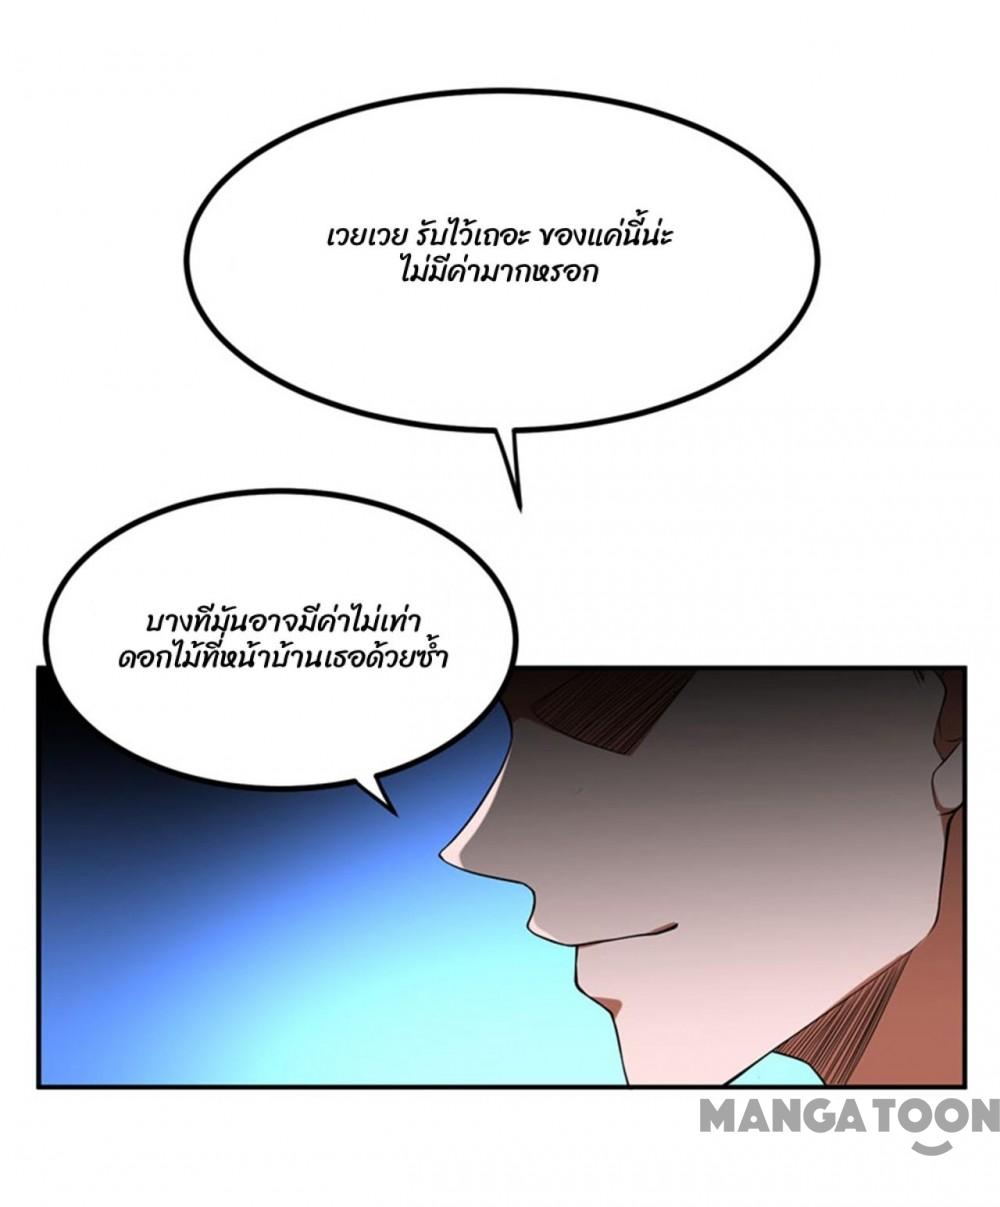 เวยเวย รับไว้เถอะ ของแค่นี้น่ะ
ไม่มีค่ามากหรอก
บางทีมันอาจมีค่าไม่เท่า
ดอกไม้ที่หน้าบ้านเธอด้วยซ้ำ
MANGATOON